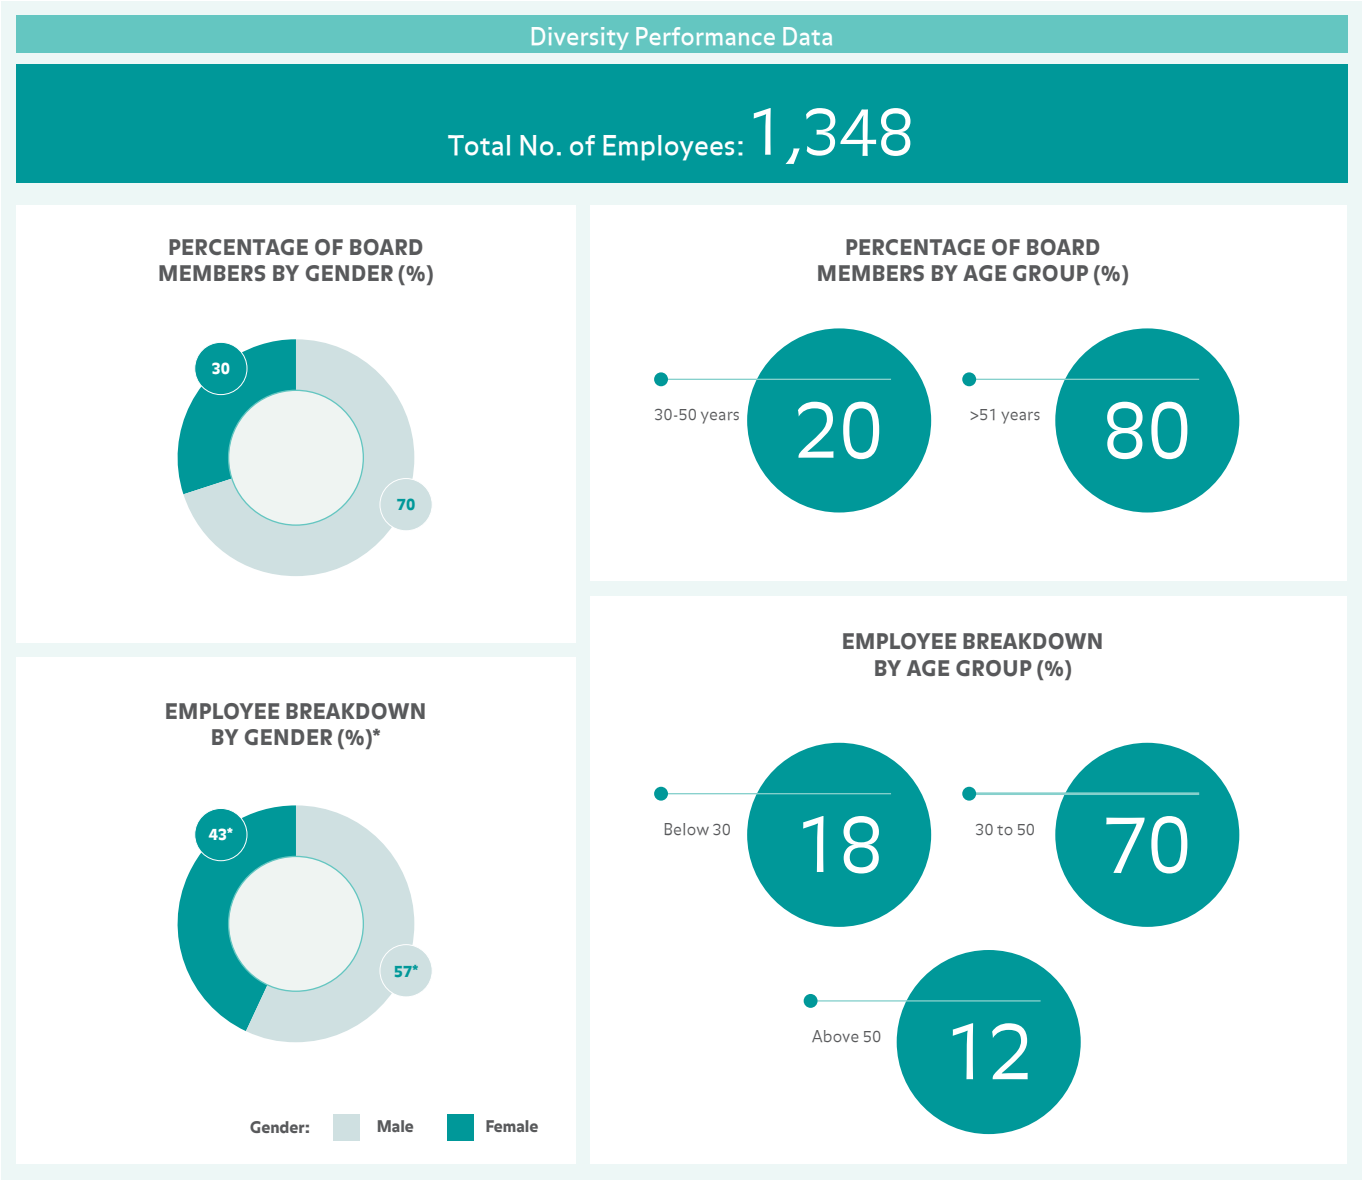 Diversity Performance Data
Total No. of Employees: 1,348
PERCENTAGE OF BOARD
MEMBERS BY GENDER (%)
30
70
PERCENTAGE OF BOARD
MEMBERS BY AGE GROUP (%)
30-50 years
20
>51 years
80
EMPLOYEE BREAKDOWN
BY GENDER (%)*
43*
57*
Gender: Male Female
EMPLOYEE BREAKDOWN
BY AGE GROUP (%)
Below 30
18
30 to 50
70
Above 50
12